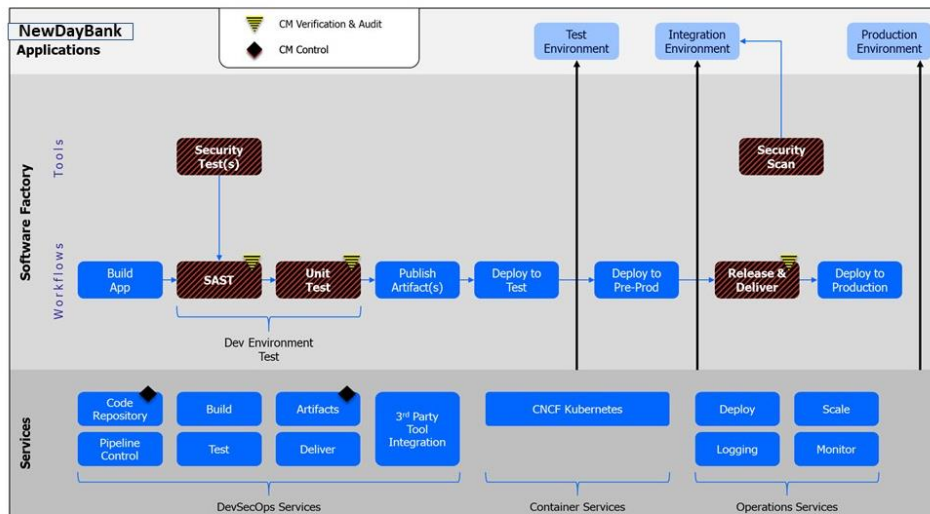 NewDayBank
Applications
CM Verification & Audit
CM Control
Test
Environment
Integration
Environment
Production
Environment
Software Factory
Tools
Security
Test(s)
Security
Scan
Workflows
Build
App
SAST
Unit
Test
Publish
Artifact(s)
Deploy to
Test
Deploy to
Pre-Prod
Release &
Deliver
Deploy to
Production
Dev Environment
Test
Services
Code
Repository
Build
Artifacts
3rd Party
Tool
Integration
CNCF Kubernetes
Deploy
Scale
Pipeline
Control
Test
Deliver
Logging
Monitor
DevSecOps Services
Container Services
Operations Services